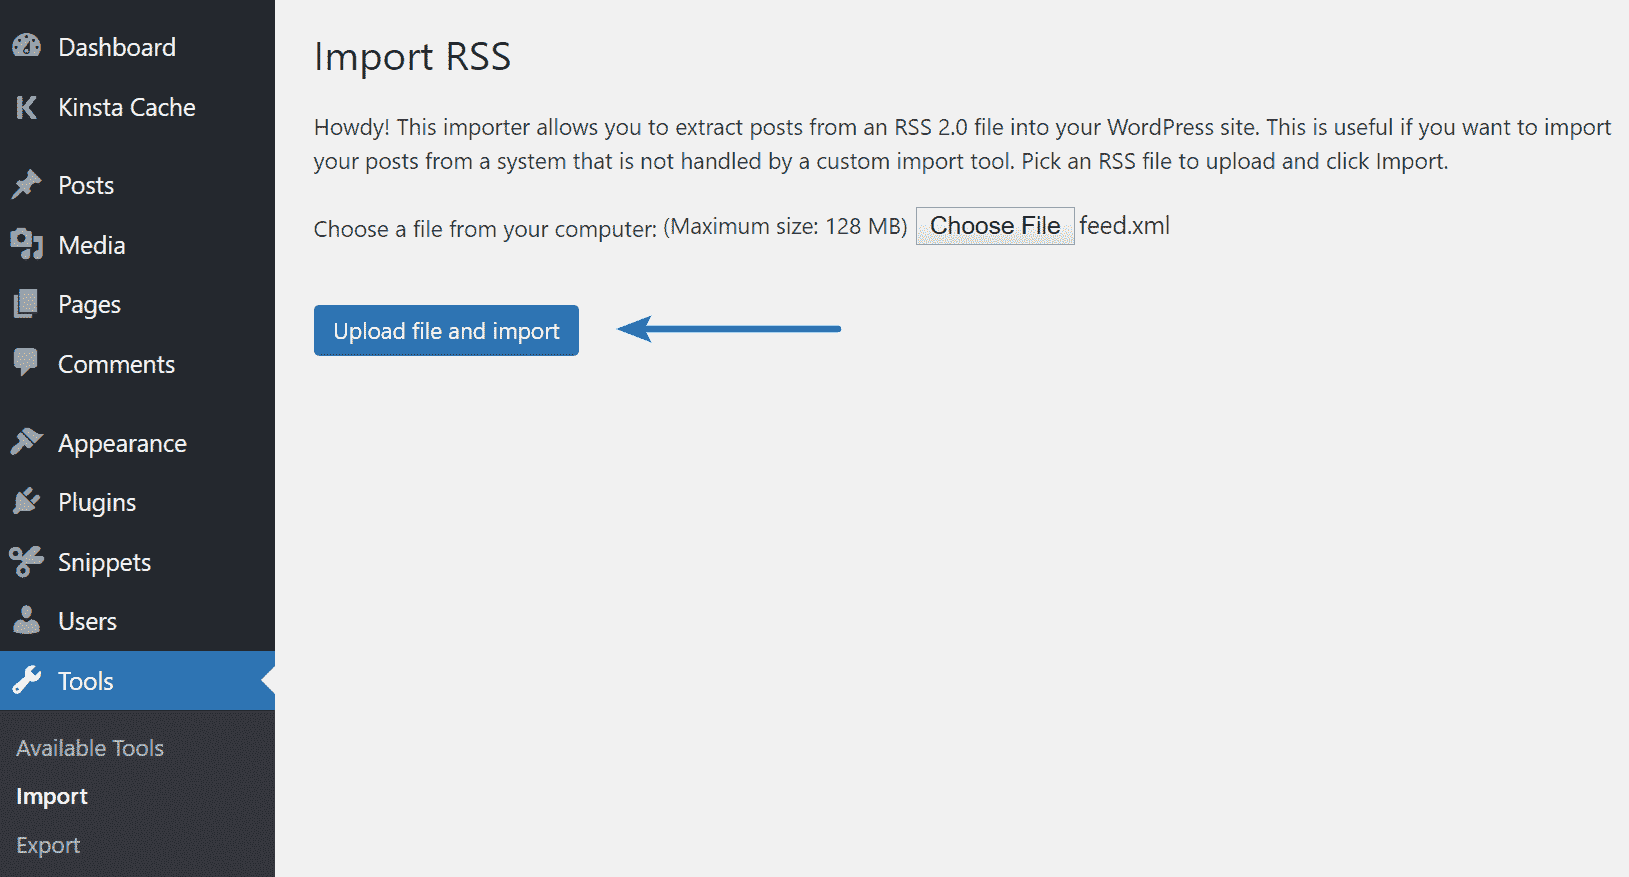 Dashboard
Kinsta Cache
Posts
Media
Pages
Comments
Appearance
Plugins
Snippets
Users
Tools
Available Tools
Import
Export
Import RSS
Howdy! This importer allows you to extract posts from an RSS 2.0 file into your WordPress site. This is useful if you want to import
your posts from a system that is not handled by a custom import tool. Pick an RSS file to upload and click Import.
Choose a file from your computer: (Maximum size: 128 MB) Choose File feed.xml
Upload file and import